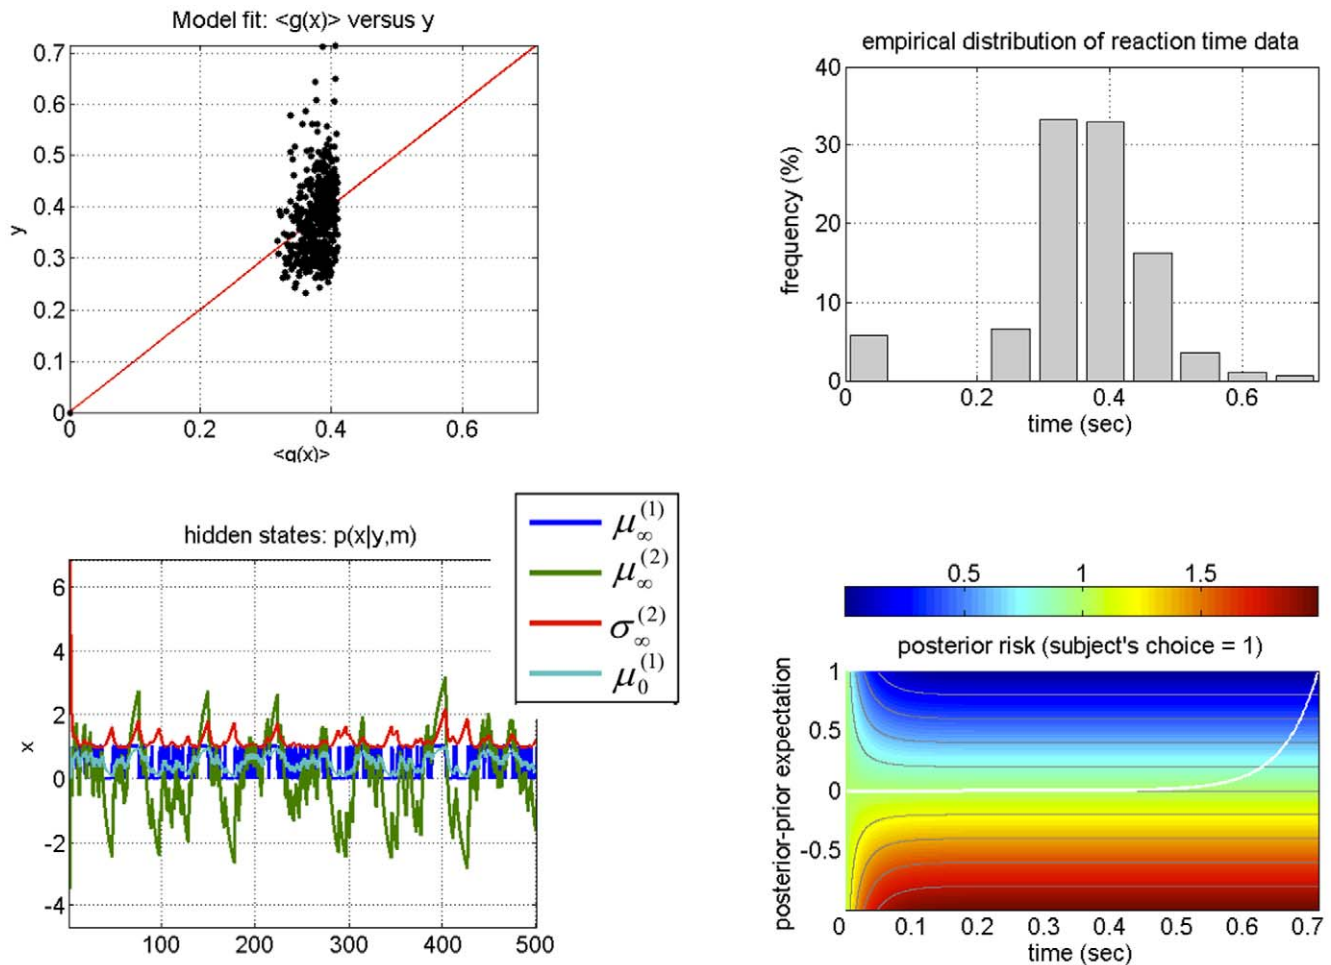 Model fit: <g(x)> versus y
0.7
0.6
0.5
0.4
0.3
0.2
0.1
0
y
0 0.2 0.4 0.6
<g(x)>
empirical distribution of reaction time data
40
30
20
10
0
frequency (%)
0 0.2 0.4 0.6
time (sec)
hidden states: p(x|y,m)
6
4
2
0
-2
-4
x
100 200 300 400 500
μ∞(1)
μ∞(2)
σ∞(2)
μ0(1)
0.5 1 1.5
posterior risk (subject's choice = 1)
1
0.5
0
-0.5
posterior-prior expectation
0 0.1 0.2 0.3 0.4 0.5 0.6 0.7
time (sec)